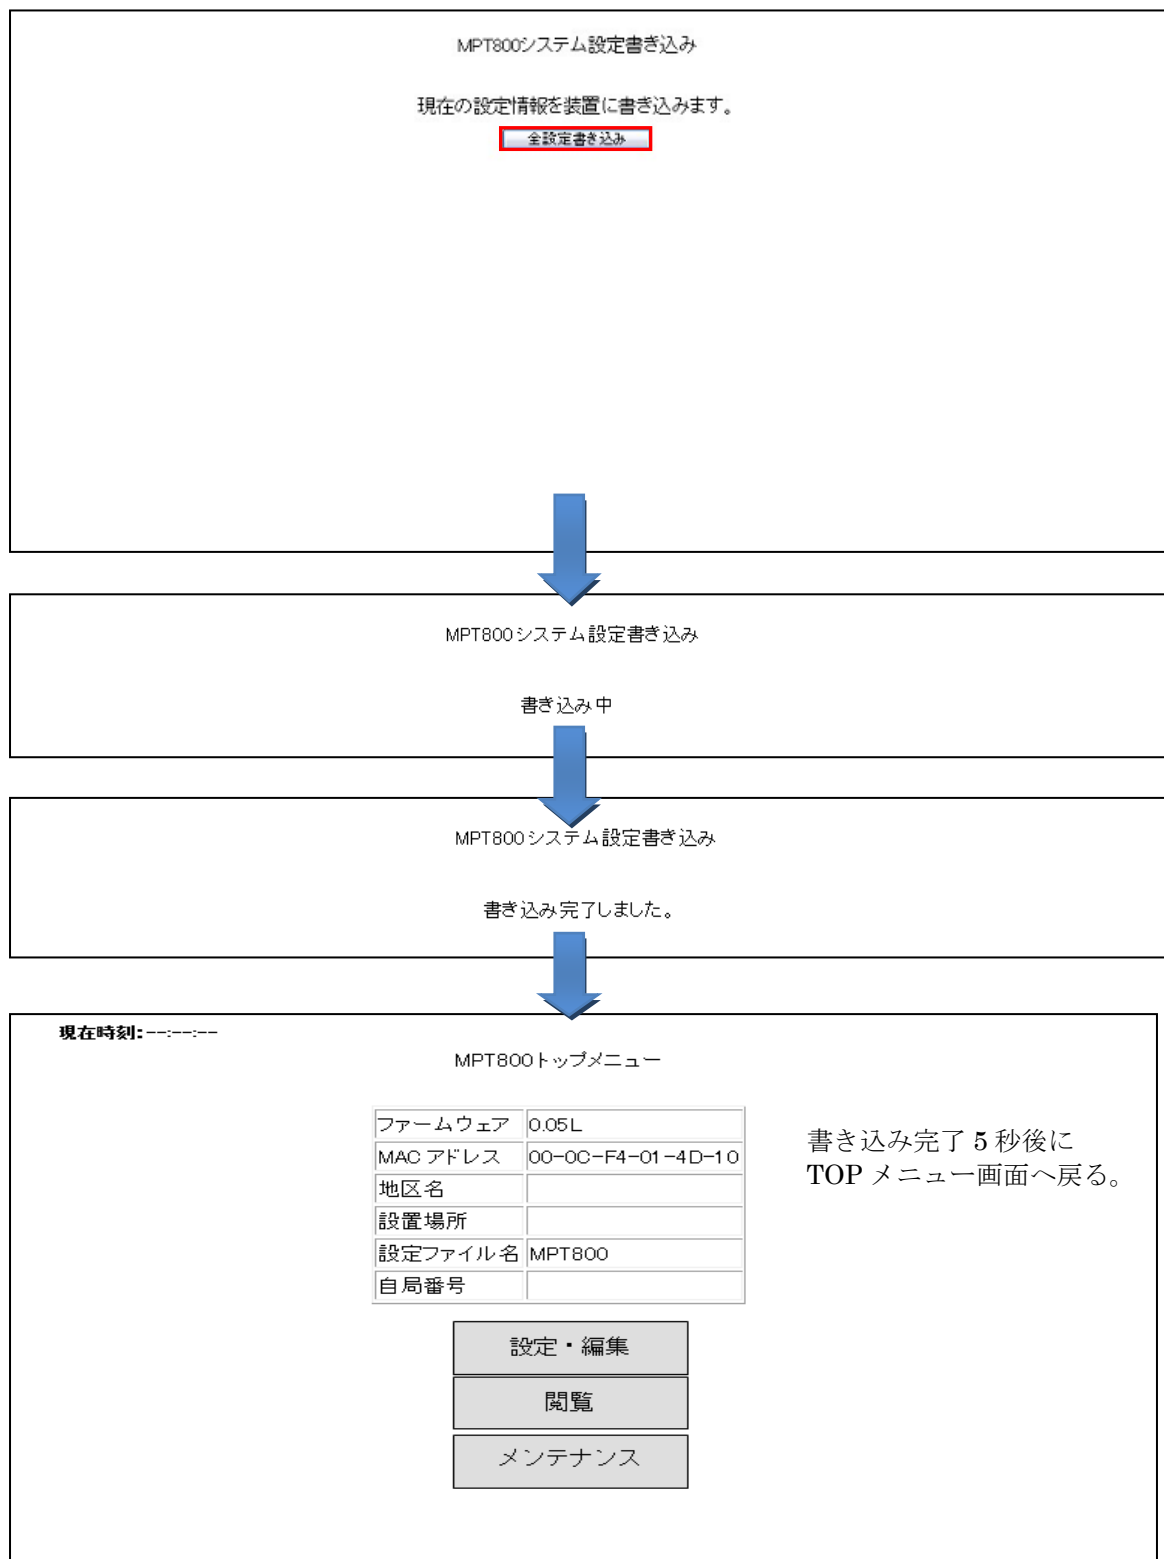 MPT800システム設定書き込み
現在の設定情報を装置に書き込みます。
全設定書き込み
MPT800システム設定書き込み
書き込み中
MPT800システム設定書き込み
書き込み完了しました。
現在時刻:--:--:--
MPT800トップメニュー
ファームウェア 0.05L
MAC アドレス 00-0C-F4-01-4D-10
地区名
設置場所
設定ファイル名 MPT800
自局番号
書き込み完了 5 秒後に
TOP メニュー画面へ戻る。
設定・編集
閲覧
メンテナンス